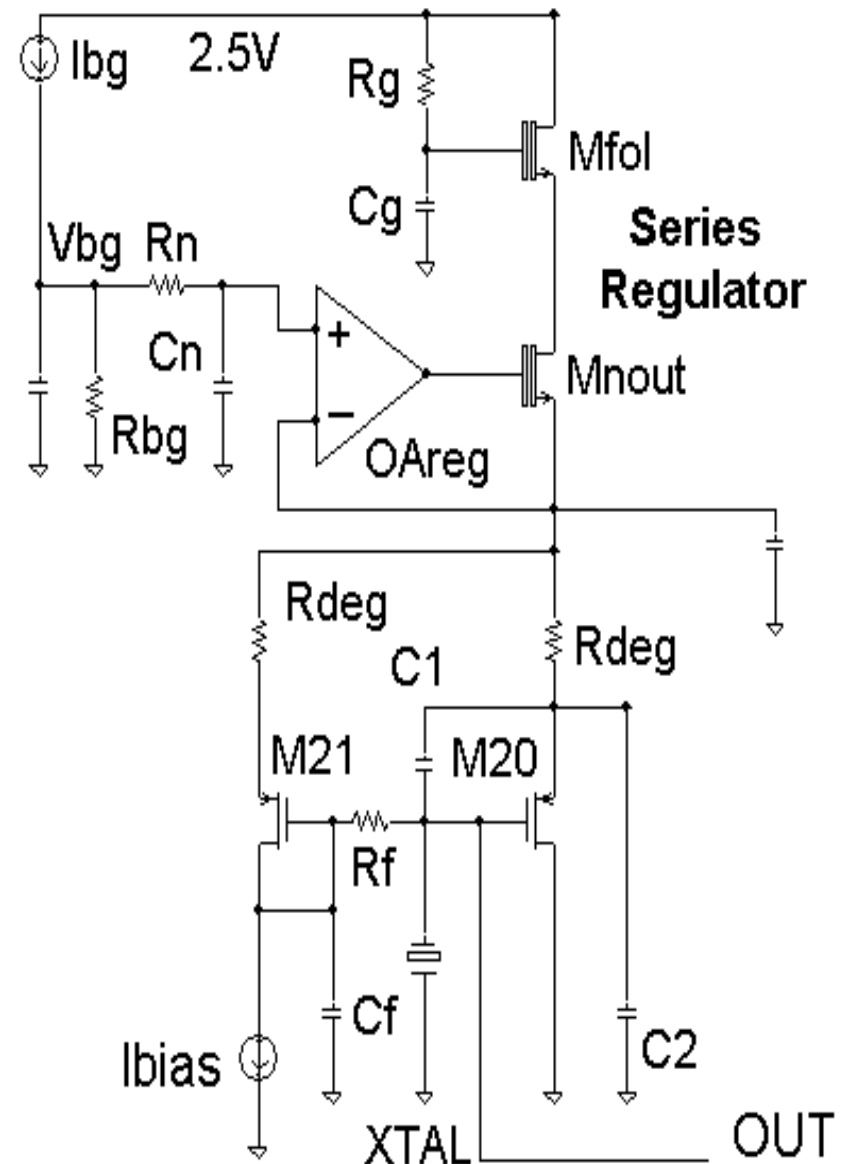 Ibg
2.5V
Rg
Mfol
Cg
Series
Regulator
Vbg
Rn
+
Cn
Mnout
Rbg
−
OAreg
Rdeg
Rdeg
C1
M21
M20
Rf
Cf
C2
Ibias
XTAL
OUT